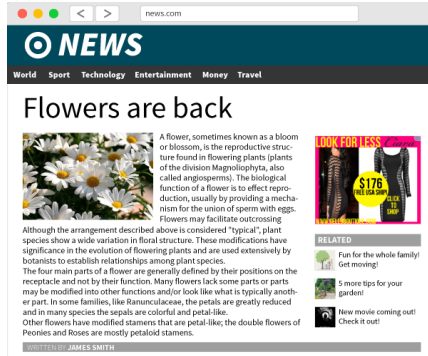 news.com
NEWS
World Sport Technology Entertainment Money Travel
Flowers are back
A flower, sometimes known as a bloom
or blossom, is the reproductive struc-
ture found in flowering plants (plants
of the division Magnoliophyta, also
called angiosperms). The biological
function of a flower is to effect repro-
duction, usually by providing a mecha-
nism for the union of sperm with eggs.
Flowers may facilitate outcrossing
Although the arrangement described above is considered "typical", plant
species show a wide variation in floral structure. These modifications have
significance in the evolution of flowering plants and are used extensively by
botanists to establish relationships among plant species.
The four main parts of a flower are generally defined by their positions on the
receptacle and not by their function. Many flowers lack some parts or parts
may be modified into other functions and/or look like what is typically anoth-
er part. In some families, like Ranunculaceae, the petals are greatly reduced
and in many species the sepals are colorful and petal-like.
Other flowers have modified stamens that are petal-like; the double flowers of
Peonies and Roses are mostly petaloid stamens.
WRITTEN BY JAMES SMITH
LOOK FOR LESS
$176
FREE USA SHIP!
CLICK
TO
SHOP!
RELATED
Fun for the whole family!
Get moving!
5 more tips for your
garden!
New movie coming out!
Check it out!